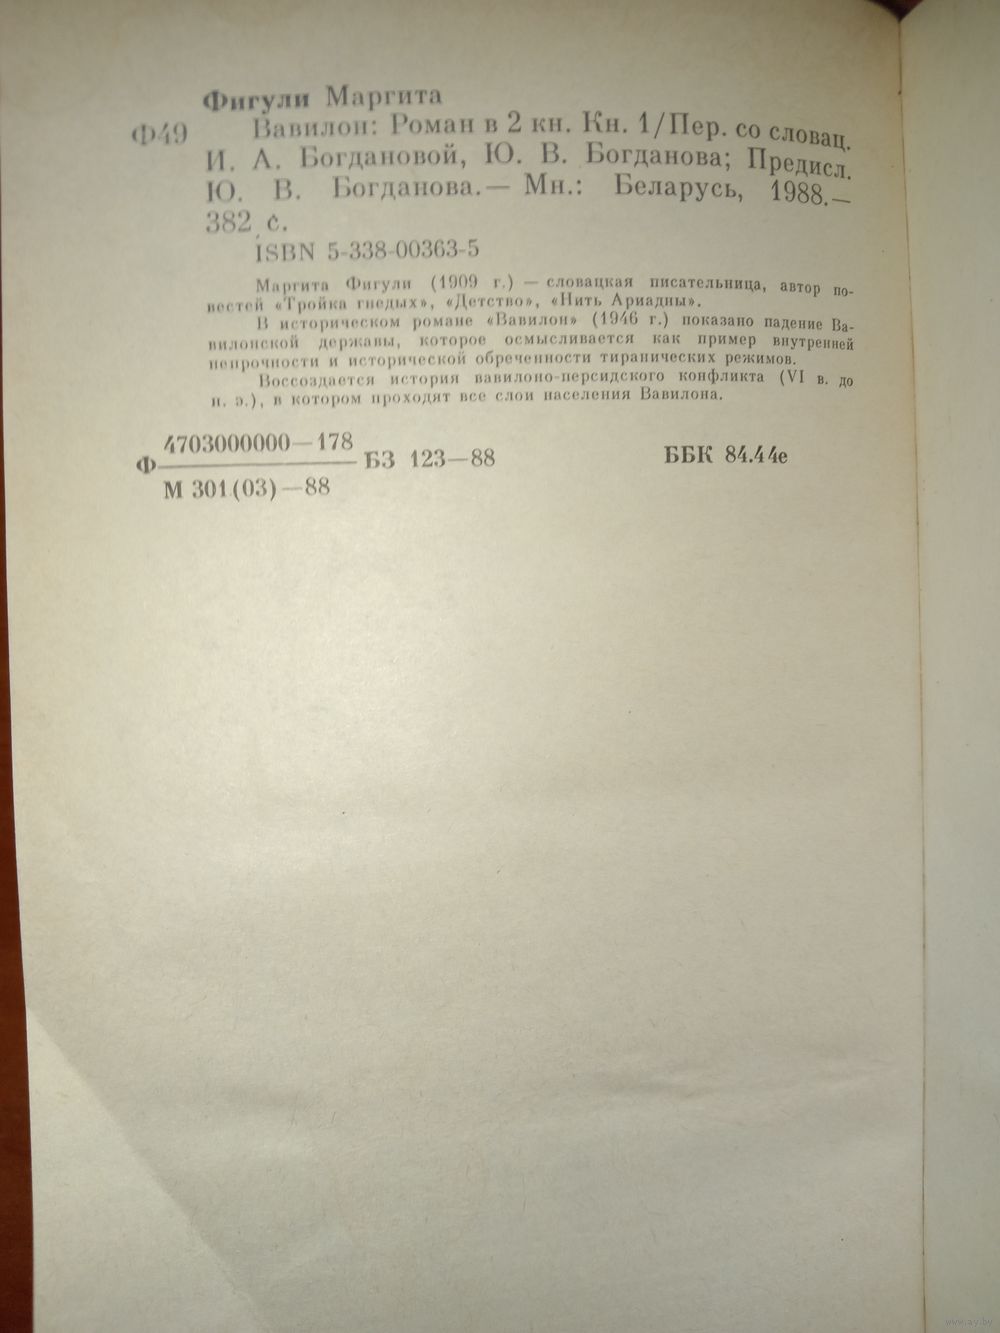 Фигули Маргита
Ф49 Вавилон: Роман в 2 кн. Кн. 1/Пер. со словац.
И. А. Богдановой, Ю. В. Богданова; Предисл.
Ю. В. Богданова.— Мн.: Беларусь, 1988.—
382 с.
ISBN 5-338-00363-5
Маргита Фигули (1909 г.) — словацкая писательница, автор по-
вестей «Тройка гнедых», «Детство», «Нить Ариадны».
В историческом романе «Вавилон» (1946 г.) показано падение Ва-
вилонской державы, которое осмысливается как пример внутренней
непрочности и исторической обреченности тиранических режимов.
Воссоздается история вавилоно-персидского конфликта (VI в. до
н. э.), в котором проходят все слои населения Вавилона.
4703000000—178
Ф БЗ 123—88 ББК 84.44е
М 301(03)—88
www.ay.by